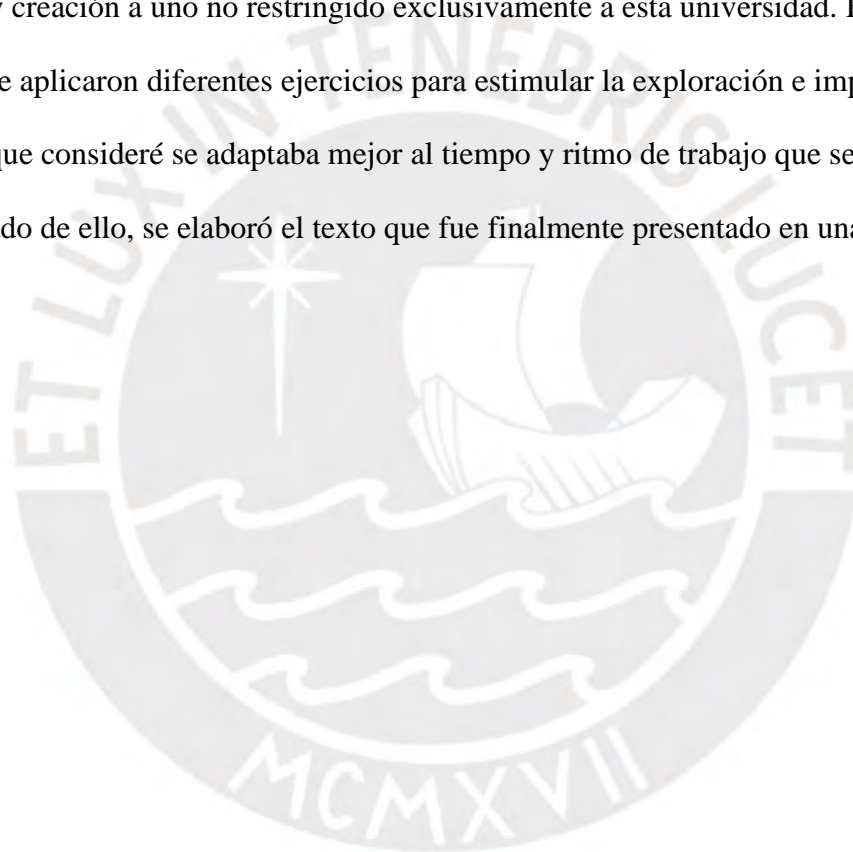 y creación a uno no restringido exclusivamente a esta universidad.
e aplicaron diferentes ejercicios para estimular la exploración e imp
que consideré se adaptaba mejor al tiempo y ritmo de trabajo que se
do de ello, se elaboró el texto que fue finalmente presentado en una
ET LUX IN TENEBRIS LUCET
MCMXVII